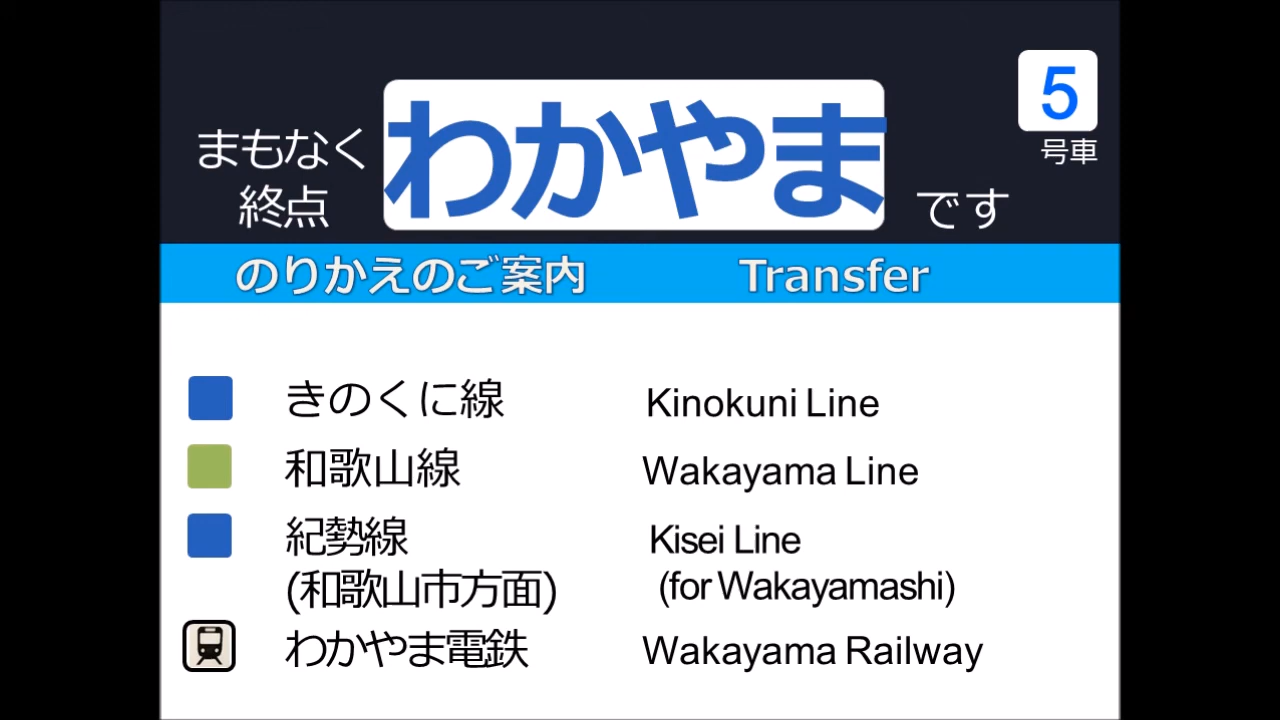 5
号車
まもなく
終点
わかやま
です
のりかえのご案内 Transfer
きのくに線 Kinokuni Line
和歌山線 Wakayama Line
紀勢線 Kisei Line
(和歌山市方面) (for Wakayamashi)
わかやま電鉄 Wakayama Railway